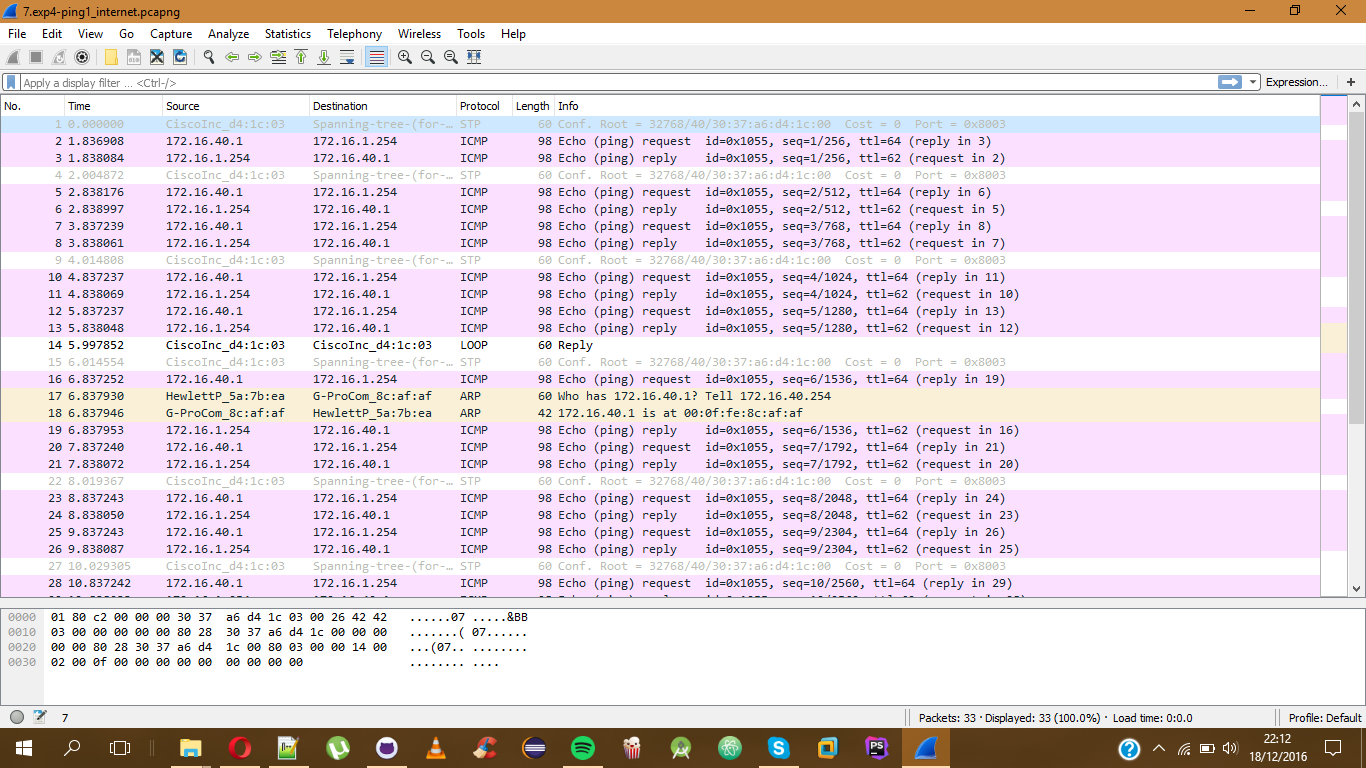 7.exp4-ping1_internet.pcapng
File Edit View Go Capture Analyze Statistics Telephony Wireless Tools Help
Apply a display filter ... <Ctrl-/> Expression... +
No. Time Source Destination Protocol Length Info
1 0.000000 CiscoInc_d4:1c:03 Spanning-tree-(for-… STP 60 Conf. Root = 32768/40/30:37:a6:d4:1c:00 Cost = 0 Port = 0x8003
2 1.836908 172.16.40.1 172.16.1.254 ICMP 98 Echo (ping) request id=0x1055, seq=1/256, ttl=64 (reply in 3)
3 1.838084 172.16.1.254 172.16.40.1 ICMP 98 Echo (ping) reply id=0x1055, seq=1/256, ttl=62 (request in 2)
4 2.004872 CiscoInc_d4:1c:03 Spanning-tree-(for-… STP 60 Conf. Root = 32768/40/30:37:a6:d4:1c:00 Cost = 0 Port = 0x8003
5 2.838176 172.16.40.1 172.16.1.254 ICMP 98 Echo (ping) request id=0x1055, seq=2/512, ttl=64 (reply in 6)
6 2.838997 172.16.1.254 172.16.40.1 ICMP 98 Echo (ping) reply id=0x1055, seq=2/512, ttl=62 (request in 5)
7 3.837239 172.16.40.1 172.16.1.254 ICMP 98 Echo (ping) request id=0x1055, seq=3/768, ttl=64 (reply in 8)
8 3.838061 172.16.1.254 172.16.40.1 ICMP 98 Echo (ping) reply id=0x1055, seq=3/768, ttl=62 (request in 7)
9 4.014808 CiscoInc_d4:1c:03 Spanning-tree-(for-… STP 60 Conf. Root = 32768/40/30:37:a6:d4:1c:00 Cost = 0 Port = 0x8003
10 4.837237 172.16.40.1 172.16.1.254 ICMP 98 Echo (ping) request id=0x1055, seq=4/1024, ttl=64 (reply in 11)
11 4.838069 172.16.1.254 172.16.40.1 ICMP 98 Echo (ping) reply id=0x1055, seq=4/1024, ttl=62 (request in 10)
12 5.837237 172.16.40.1 172.16.1.254 ICMP 98 Echo (ping) request id=0x1055, seq=5/1280, ttl=64 (reply in 13)
13 5.838048 172.16.1.254 172.16.40.1 ICMP 98 Echo (ping) reply id=0x1055, seq=5/1280, ttl=62 (request in 12)
14 5.997852 CiscoInc_d4:1c:03 CiscoInc_d4:1c:03 LOOP 60 Reply
15 6.014554 CiscoInc_d4:1c:03 Spanning-tree-(for-… STP 60 Conf. Root = 32768/40/30:37:a6:d4:1c:00 Cost = 0 Port = 0x8003
16 6.837252 172.16.40.1 172.16.1.254 ICMP 98 Echo (ping) request id=0x1055, seq=6/1536, ttl=64 (reply in 19)
17 6.837930 HewlettP_5a:7b:ea G-ProCom_8c:af:af ARP 60 Who has 172.16.40.1? Tell 172.16.40.254
18 6.837946 G-ProCom_8c:af:af HewlettP_5a:7b:ea ARP 42 172.16.40.1 is at 00:0f:fe:8c:af:af
19 6.837953 172.16.1.254 172.16.40.1 ICMP 98 Echo (ping) reply id=0x1055, seq=6/1536, ttl=62 (request in 16)
20 7.837240 172.16.40.1 172.16.1.254 ICMP 98 Echo (ping) request id=0x1055, seq=7/1792, ttl=64 (reply in 21)
21 7.838072 172.16.1.254 172.16.40.1 ICMP 98 Echo (ping) reply id=0x1055, seq=7/1792, ttl=62 (request in 20)
22 8.019367 CiscoInc_d4:1c:03 Spanning-tree-(for-… STP 60 Conf. Root = 32768/40/30:37:a6:d4:1c:00 Cost = 0 Port = 0x8003
23 8.837243 172.16.40.1 172.16.1.254 ICMP 98 Echo (ping) request id=0x1055, seq=8/2048, ttl=64 (reply in 24)
24 8.838050 172.16.1.254 172.16.40.1 ICMP 98 Echo (ping) reply id=0x1055, seq=8/2048, ttl=62 (request in 23)
25 9.837243 172.16.40.1 172.16.1.254 ICMP 98 Echo (ping) request id=0x1055, seq=9/2304, ttl=64 (reply in 26)
26 9.838087 172.16.1.254 172.16.40.1 ICMP 98 Echo (ping) reply id=0x1055, seq=9/2304, ttl=62 (request in 25)
27 10.029305 CiscoInc_d4:1c:03 Spanning-tree-(for-… STP 60 Conf. Root = 32768/40/30:37:a6:d4:1c:00 Cost = 0 Port = 0x8003
28 10.837242 172.16.40.1 172.16.1.254 ICMP 98 Echo (ping) request id=0x1055, seq=10/2560, ttl=64 (reply in 29)
0000 01 80 c2 00 00 00 30 37 a6 d4 1c 03 00 26 42 42 ......07 .....&BB
0010 03 00 00 00 00 00 80 28 30 37 a6 d4 1c 00 00 00 .......( 07......
0020 00 00 80 28 30 37 a6 d4 1c 00 80 03 00 00 14 00 ...(07.. ........
0030 02 00 0f 00 00 00 00 00 00 00 00 00 ........ ....
7 Packets: 33 · Displayed: 33 (100.0%) · Load time: 0:0.0 Profile: Default
PS
22:12
18/12/2016